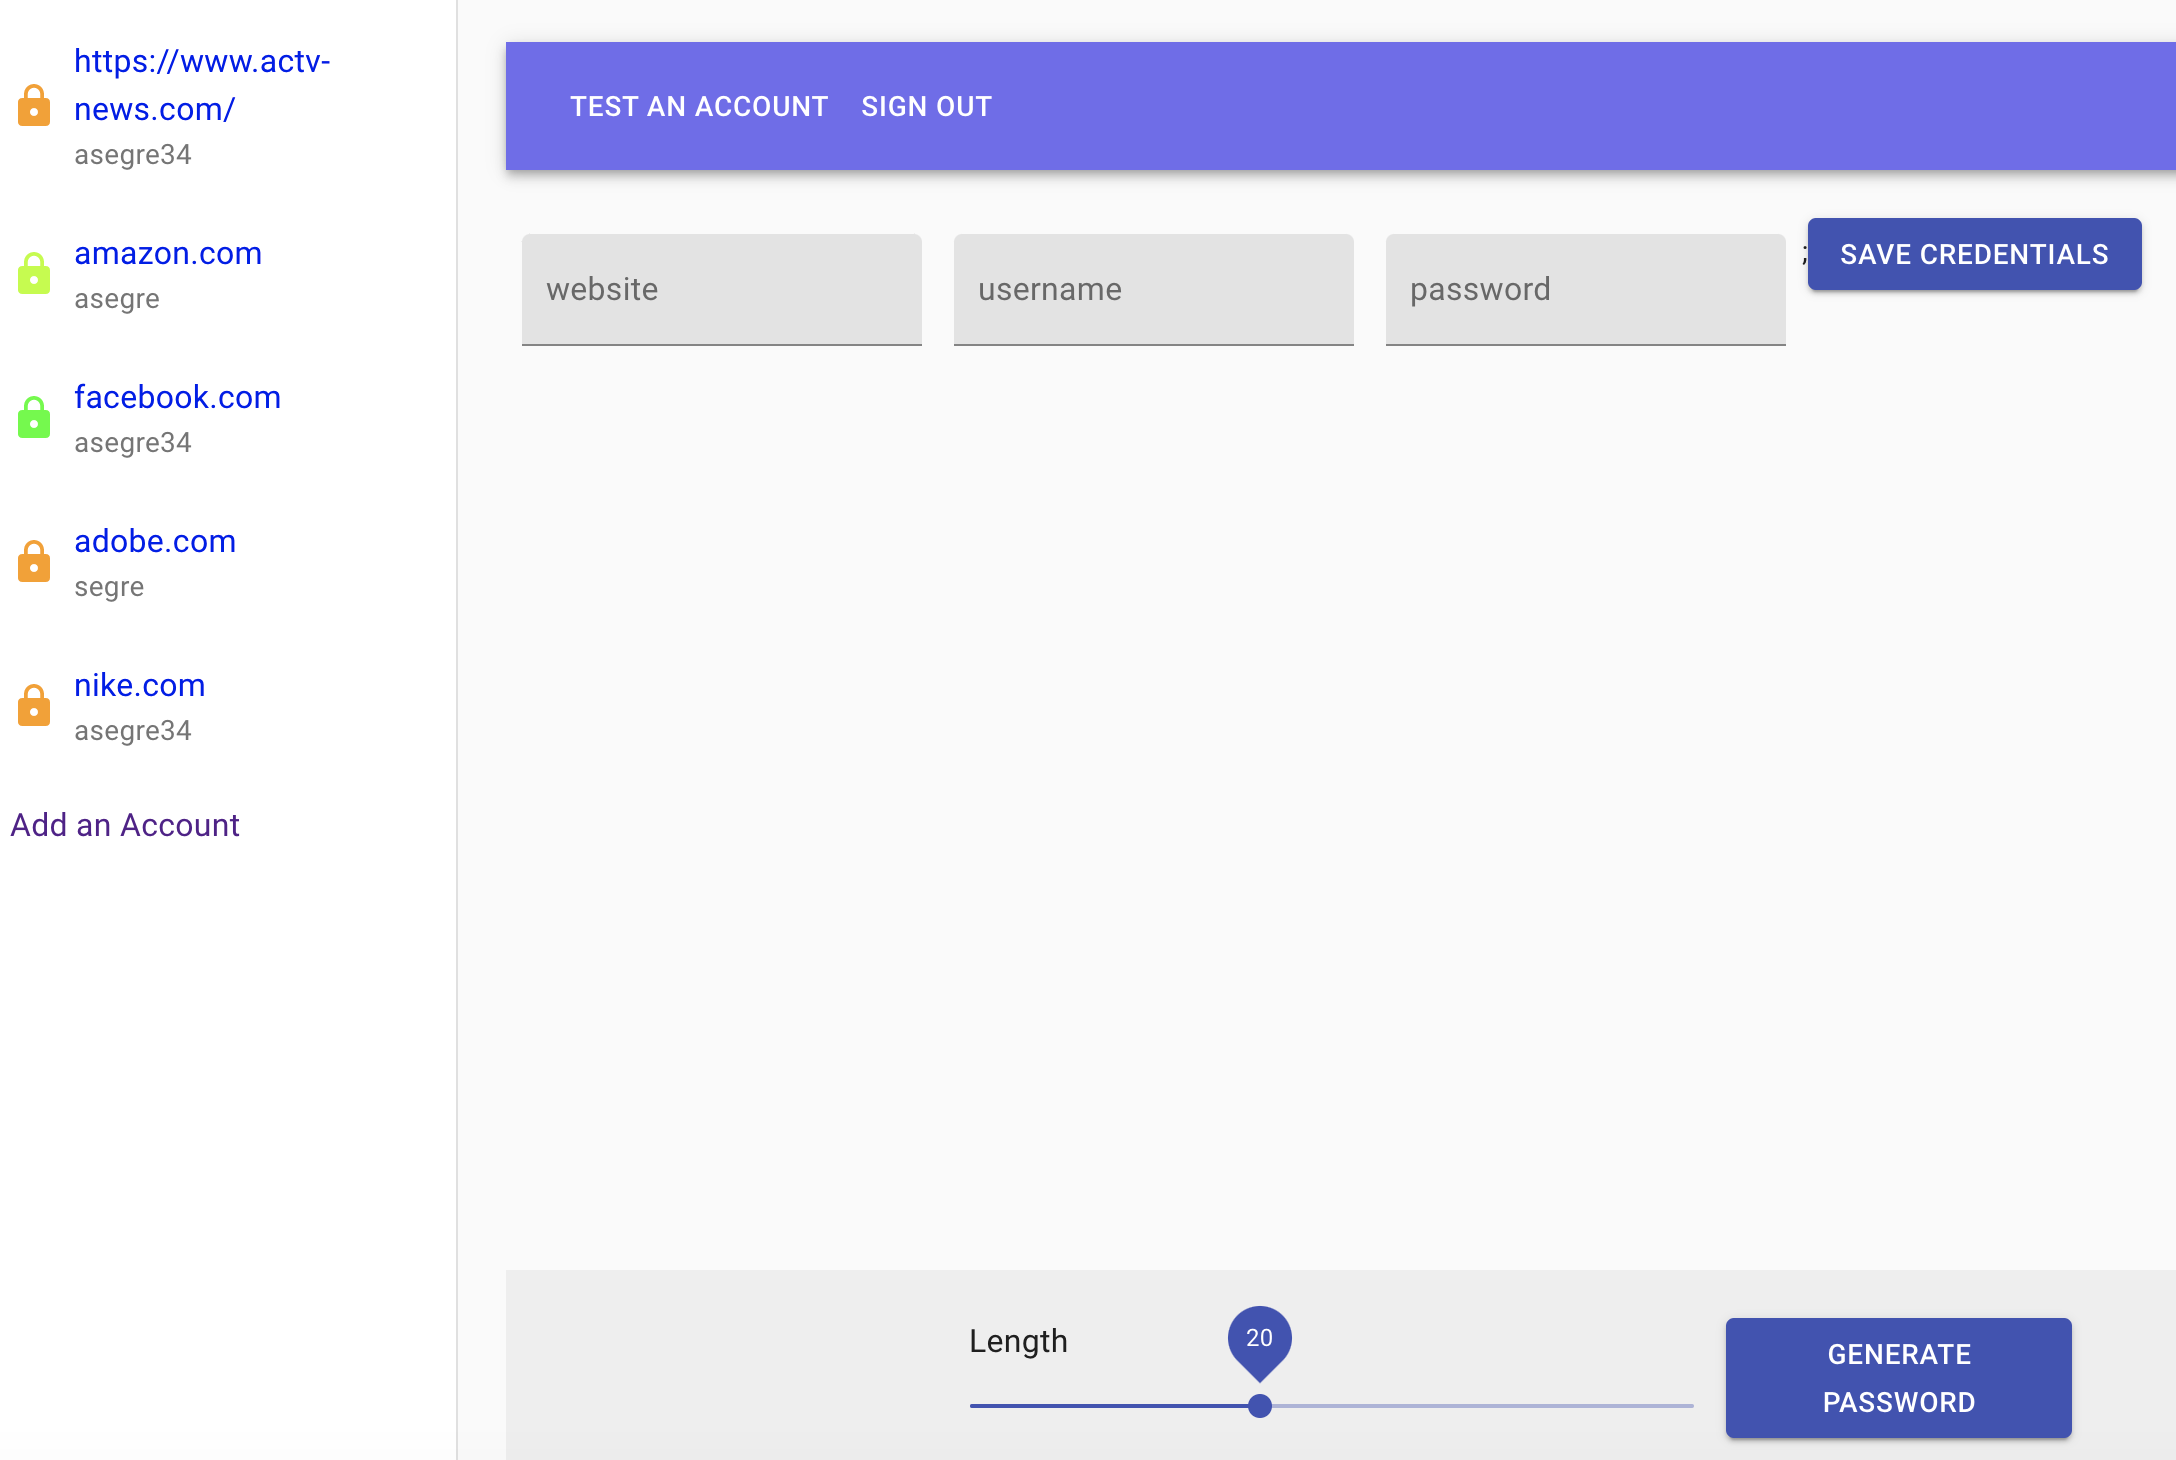 https://www.actv-
news.com/
asegre34
amazon.com
asegre
facebook.com
asegre34
adobe.com
segre
nike.com
asegre34
Add an Account
TEST AN ACCOUNT SIGN OUT
website username password ; SAVE CREDENTIALS
Length
20
GENERATE
PASSWORD